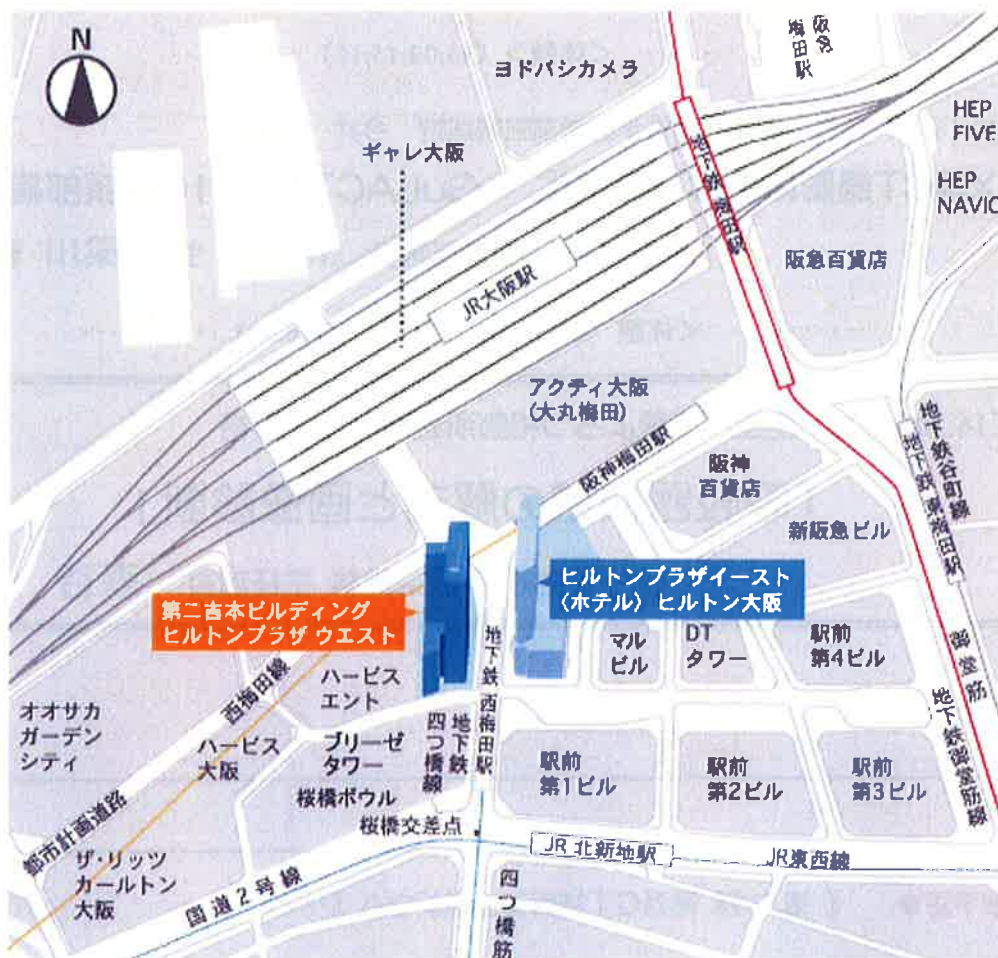 N
ヨドバシカメラ
阪急
梅田駅
HEP
FIVE
ギャレ大阪
HEP
NAVIO
地下鉄 梅田駅
阪急百貨店
JR大阪駅
アクティ大阪
(大丸梅田)
阪神梅田駅
阪神
百貨店
地下鉄谷町線
地下鉄 東梅田駅
新阪急ビル
第二吉本ビルディング
ヒルトンプラザ ウエスト
ヒルトンプラザイースト
〈ホテル〉ヒルトン大阪
マル
ビル
DT
タワー
駅前
第4ビル
御堂筋
地下鉄御堂筋線
地下鉄 西梅田駅
地下鉄
四つ橋線
西梅田線
ハービス
エント
オオサカ
ガーデン
シティ
ハービス
大阪
ブリーゼ
タワー
桜橋ボウル
桜橋交差点
駅前
第1ビル
駅前
第2ビル
駅前
第3ビル
都市計画道路
ザ・リッツ
カールトン
大阪
国道2号線
JR 北新地駅
JR東西線
四つ橋筋